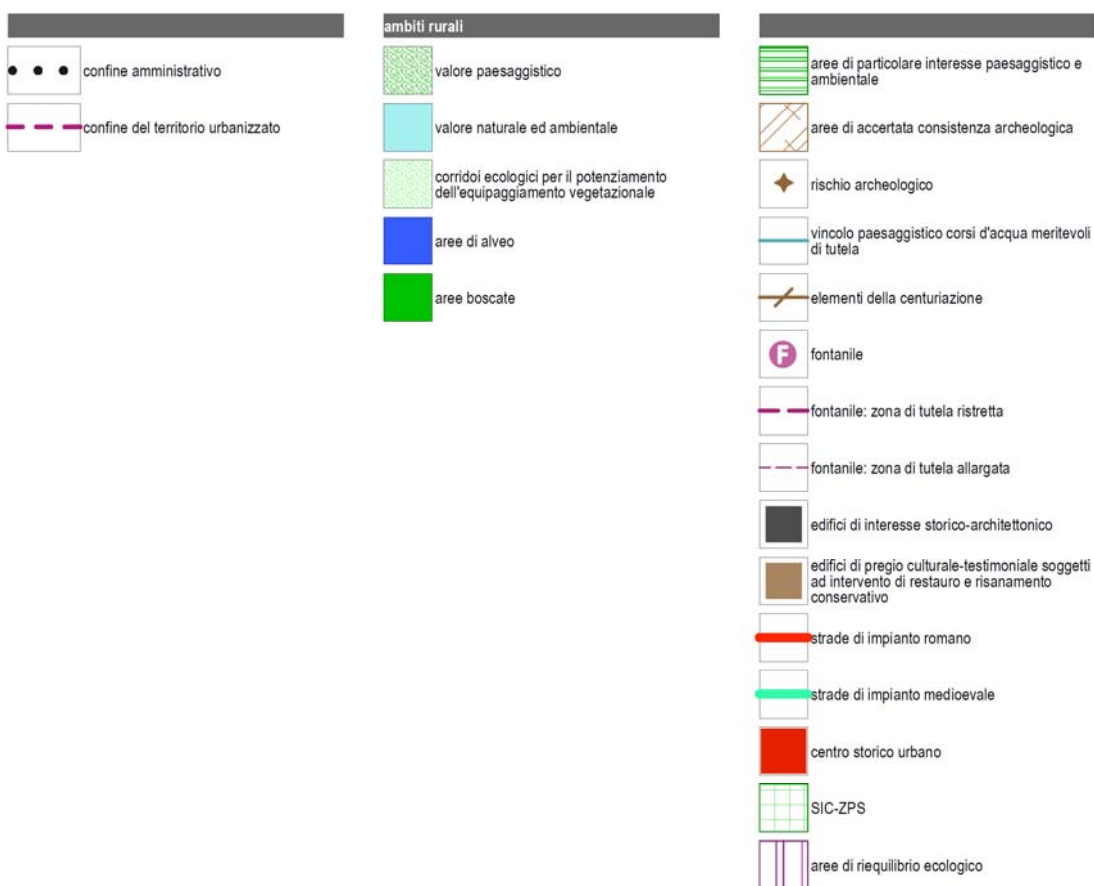 confine amministrativo
confine del territorio urbanizzato
ambiti rurali
valore paesaggistico
valore naturale ed ambientale
corridoi ecologici per il potenziamento
dell'equipaggiamento vegetazionale
aree di alveo
aree boscate
aree di particolare interesse paesaggistico e
ambientale
aree di accertata consistenza archeologica
rischio archeologico
vincolo paesaggistico corsi d'acqua meritevoli
di tutela
elementi della centuriazione
F
fontanile
fontanile: zona di tutela ristretta
fontanile: zona di tutela allargata
edifici di interesse storico-architettonico
edifici di pregio culturale-testimoniale soggetti
ad intervento di restauro e risanamento
conservativo
strade di impianto romano
strade di impianto medioevale
centro storico urbano
SIC-ZPS
aree di riequilibrio ecologico